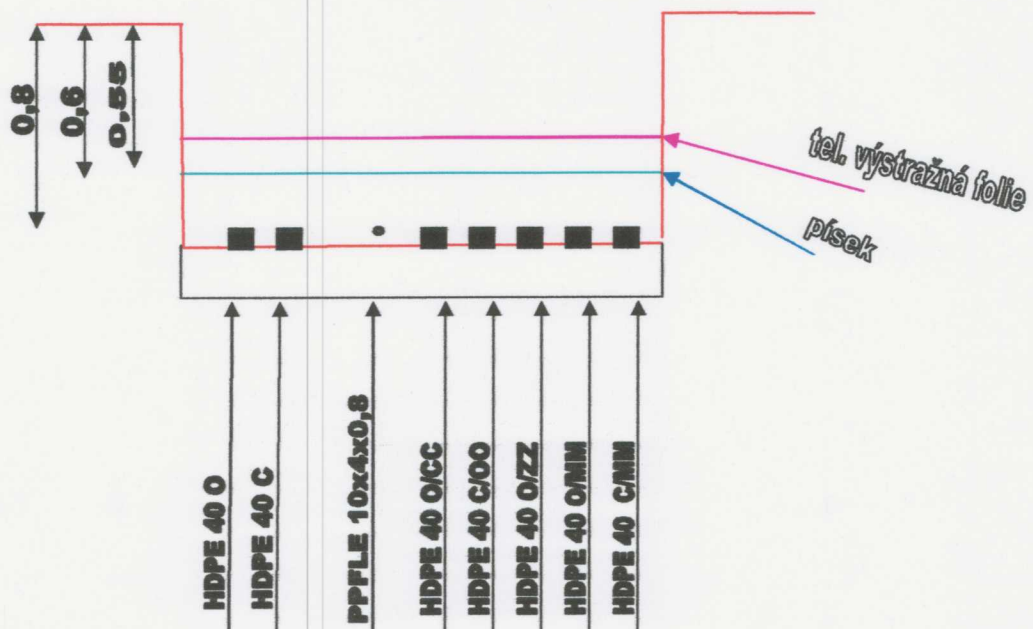 0,8
0,6
0,55
tel. výstražná folie
písek
HDPE 40 O
HDPE 40 C
PPFLE 10x4x0,8
HDPE 40 O/CC
HDPE 40 C/OO
HDPE 40 O/ZZ
HDPE 40 O/MM
HDPE 40 C/MM